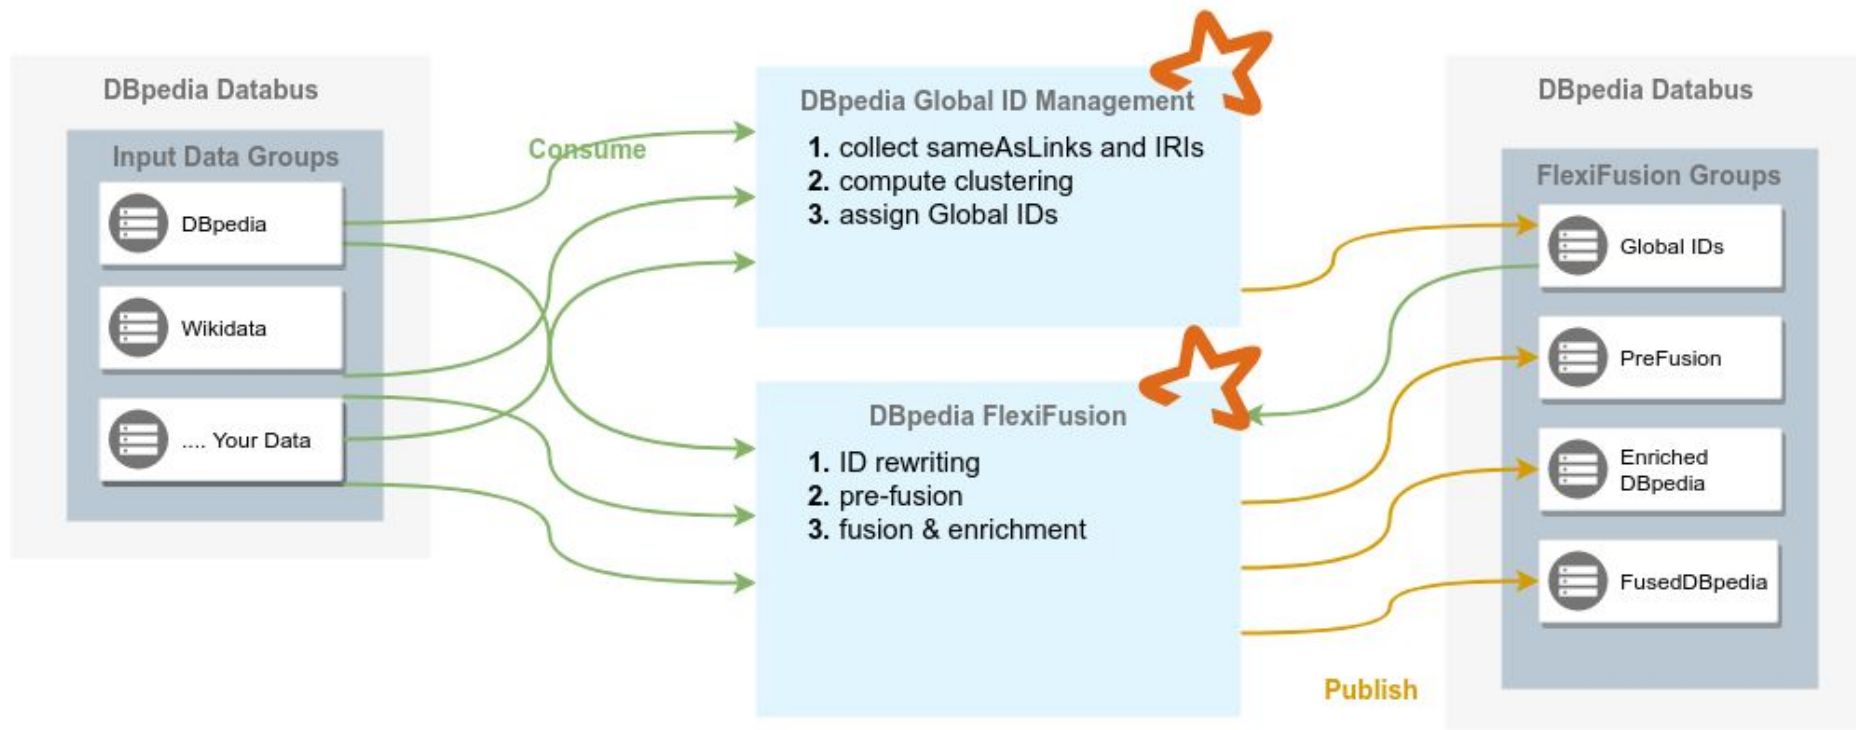 DBpedia Databus
Input Data Groups
DBpedia
Wikidata
.... Your Data
Consume
DBpedia Global ID Management
1. collect sameAsLinks and IRIs
2. compute clustering
3. assign Global IDs
DBpedia FlexiFusion
1. ID rewriting
2. pre-fusion
3. fusion & enrichment
DBpedia Databus
FlexiFusion Groups
Global IDs
PreFusion
Enriched
DBpedia
FusedDBpedia
Publish